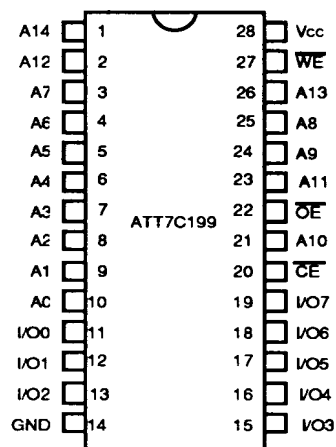 A14 1 28 Vcc
A12 2 27 WE
A7 3 26 A13
A6 4 25 A8
A5 5 24 A9
A4 6 23 A11
A3 7 22 OE
ATT7C199
A2 8 21 A10
A1 9 20 CE
A0 10 19 I/O7
I/O0 11 18 I/O6
I/O1 12 17 I/O5
I/O2 13 16 I/O4
GND 14 15 I/O3